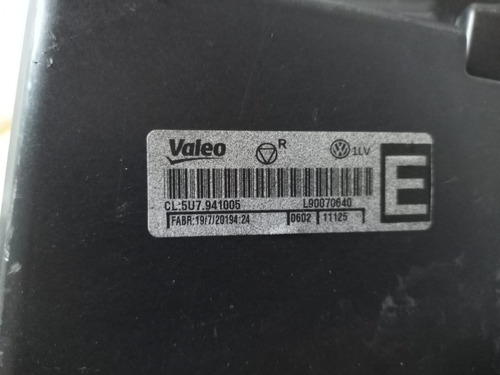 Valeo R 1LV
E
CL:5U7.941005 L90070640
FABR:19/7/20194:24 0602 11125